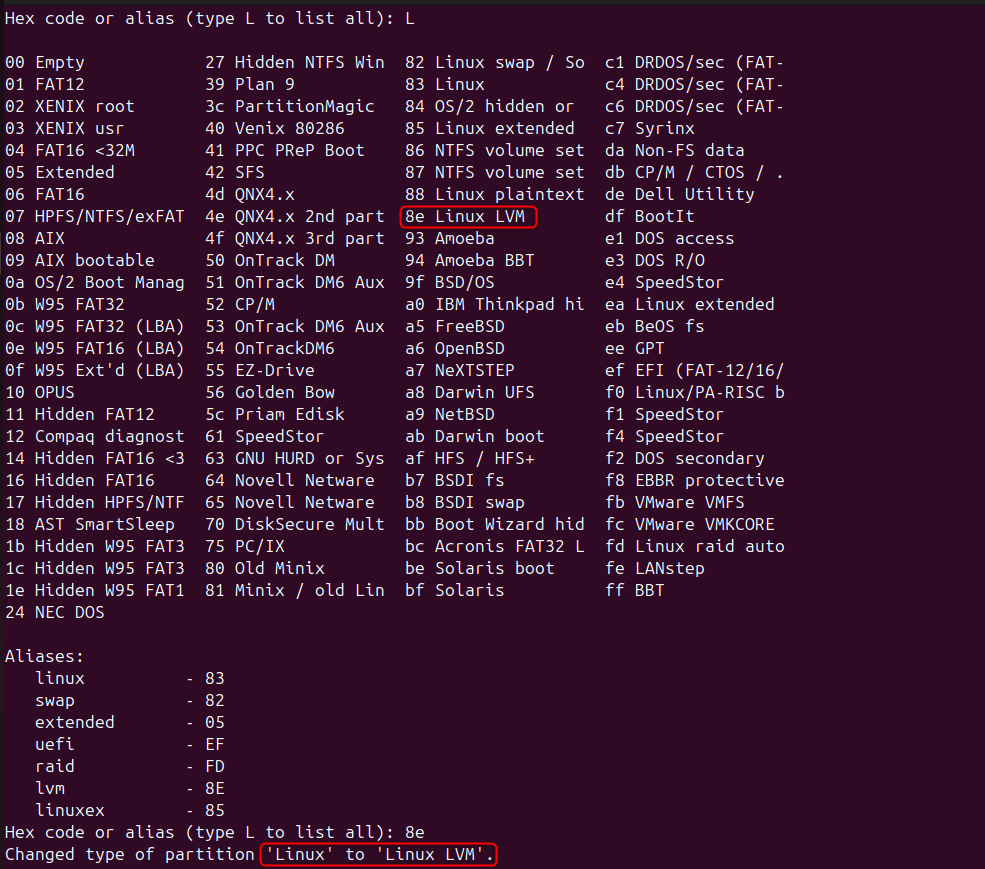 Hex code or alias (type L to list all): L
00 Empty 27 Hidden NTFS Win 82 Linux swap / So c1 DRDOS/sec (FAT-
01 FAT12 39 Plan 9 83 Linux c4 DRDOS/sec (FAT-
02 XENIX root 3c PartitionMagic 84 OS/2 hidden or c6 DRDOS/sec (FAT-
03 XENIX usr 40 Venix 80286 85 Linux extended c7 Syrinx
04 FAT16 <32M 41 PPC PReP Boot 86 NTFS volume set da Non-FS data
05 Extended 42 SFS 87 NTFS volume set db CP/M / CTOS / .
06 FAT16 4d QNX4.x 88 Linux plaintext de Dell Utility
07 HPFS/NTFS/exFAT 4e QNX4.x 2nd part 8e Linux LVM df BootIt
08 AIX 4f QNX4.x 3rd part 93 Amoeba e1 DOS access
09 AIX bootable 50 OnTrack DM 94 Amoeba BBT e3 DOS R/O
0a OS/2 Boot Manag 51 OnTrack DM6 Aux 9f BSD/OS e4 SpeedStor
0b W95 FAT32 52 CP/M a0 IBM Thinkpad hi ea Linux extended
0c W95 FAT32 (LBA) 53 OnTrack DM6 Aux a5 FreeBSD eb BeOS fs
0e W95 FAT16 (LBA) 54 OnTrackDM6 a6 OpenBSD ee GPT
0f W95 Ext'd (LBA) 55 EZ-Drive a7 NeXTSTEP ef EFI (FAT-12/16/
10 OPUS 56 Golden Bow a8 Darwin UFS f0 Linux/PA-RISC b
11 Hidden FAT12 5c Priam Edisk a9 NetBSD f1 SpeedStor
12 Compaq diagnost 61 SpeedStor ab Darwin boot f4 SpeedStor
14 Hidden FAT16 <3 63 GNU HURD or Sys af HFS / HFS+ f2 DOS secondary
16 Hidden FAT16 64 Novell Netware b7 BSDI fs f8 EBBR protective
17 Hidden HPFS/NTF 65 Novell Netware b8 BSDI swap fb VMware VMFS
18 AST SmartSleep 70 DiskSecure Mult bb Boot Wizard hid fc VMware VMKCORE
1b Hidden W95 FAT3 75 PC/IX bc Acronis FAT32 L fd Linux raid auto
1c Hidden W95 FAT3 80 Old Minix be Solaris boot fe LANstep
1e Hidden W95 FAT1 81 Minix / old Lin bf Solaris ff BBT
24 NEC DOS
Aliases:
linux - 83
swap - 82
extended - 05
uefi - EF
raid - FD
lvm - 8E
linuxex - 85
Hex code or alias (type L to list all): 8e
Changed type of partition 'Linux' to 'Linux LVM'.